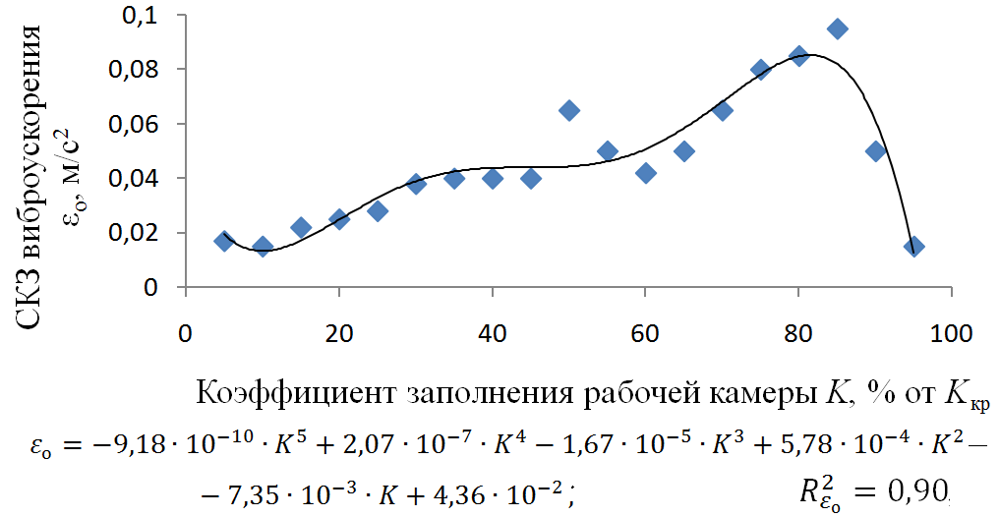 СКЗ виброускорения
εо, м/с²
0,1
0,08
0,06
0,04
0,02
0
0 20 40 60 80 100
Коэффициент заполнения рабочей камеры K, % от Kкр
εо = −9,18 · 10⁻¹⁰ · K⁵ + 2,07 · 10⁻⁷ · K⁴ − 1,67 · 10⁻⁵ · K³ + 5,78 · 10⁻⁴ · K² −
− 7,35 · 10⁻³ · K + 4,36 · 10⁻² ; R²εо = 0,90